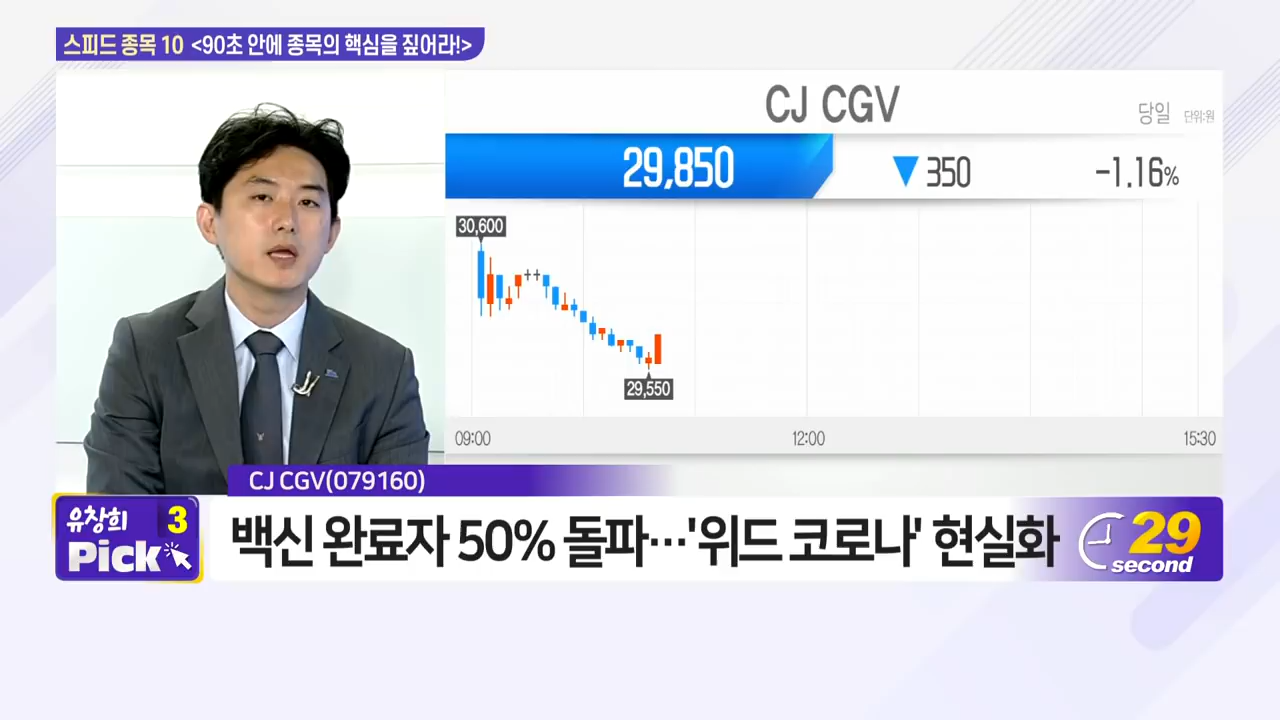 스피드 종목 10 <90초 안에 종목의 핵심을 짚어라!>
CJ CGV
당일 단위:원
29,850 ▼ 350 -1.16%
30,600
29,550
09:00 12:00 15:30
CJ CGV(079160)
유창희 3
Pick
백신 완료자 50% 돌파…'위드 코로나' 현실화
29
second